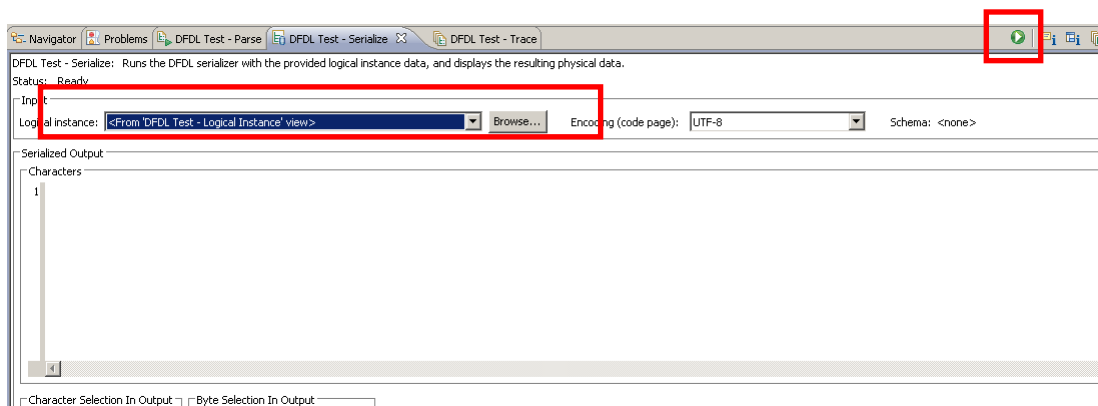 Navigator Problems DFDL Test - Parse DFDL Test - Serialize DFDL Test - Trace
DFDL Test - Serialize: Runs the DFDL serializer with the provided logical instance data, and displays the resulting physical data.
Status: Ready
Input
Logical instance: <From 'DFDL Test - Logical Instance' view> Browse... Encoding (code page): UTF-8 Schema: <none>
Serialized Output
Characters
1
Character Selection In Output Byte Selection In Output